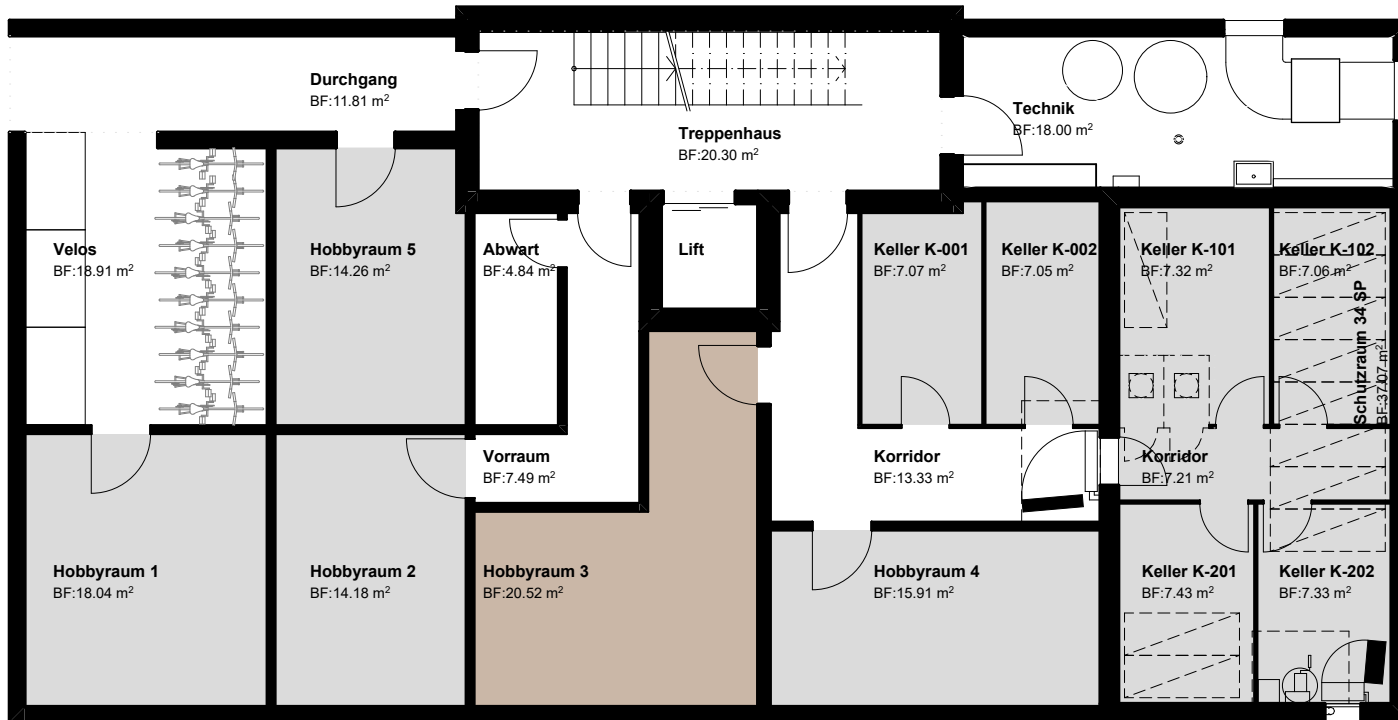 Durchgang
BF:11.81 m²
Treppenhaus
BF:20.30 m²
Technik
BF:18.00 m²
Velos
BF:18.91 m²
Hobbyraum 5
BF:14.26 m²
Abwart
BF:4.84 m²
Lift
Keller K-001
BF:7.07 m²
Keller K-002
BF:7.05 m²
Keller K-101
BF:7.32 m²
Keller K-102
BF:7.06 m²
Schutzraum 34 SP
BF:37.07 m²
Vorraum
BF:7.49 m²
Korridor
BF:13.33 m²
Korridor
BF:7.21 m²
Hobbyraum 1
BF:18.04 m²
Hobbyraum 2
BF:14.18 m²
Hobbyraum 3
BF:20.52 m²
Hobbyraum 4
BF:15.91 m²
Keller K-201
BF:7.43 m²
Keller K-202
BF:7.33 m²